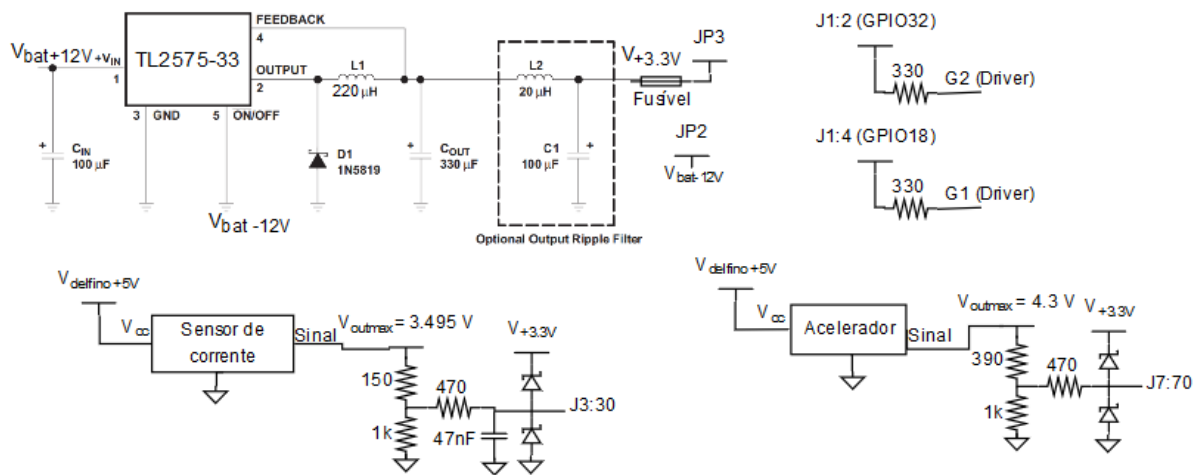 Vbat+12V
+VIN
1
TL2575-33
FEEDBACK
4
OUTPUT
2
3 GND
5 ON/OFF
CIN
100 µF
Vbat -12V
D1
1N5819
L1
220 µH
COUT
330 µF
L2
20 µH
C1
100 µF
Optional Output Ripple Filter
V+3.3V
Fusível
JP3
JP2
Vbat-12V
J1:2 (GPIO32)
330
G2 (Driver)
J1:4 (GPIO18)
330
G1 (Driver)
Vdelfino+5V
Vcc
Sensor de
corrente
Sinal
Voutmax = 3.495 V
150
1k
470
47nF
V+3.3V
J3:30
Vdelfino+5V
Vcc
Acelerador
Sinal
Voutmax = 4.3 V
390
1k
470
V+3.3V
J7:70